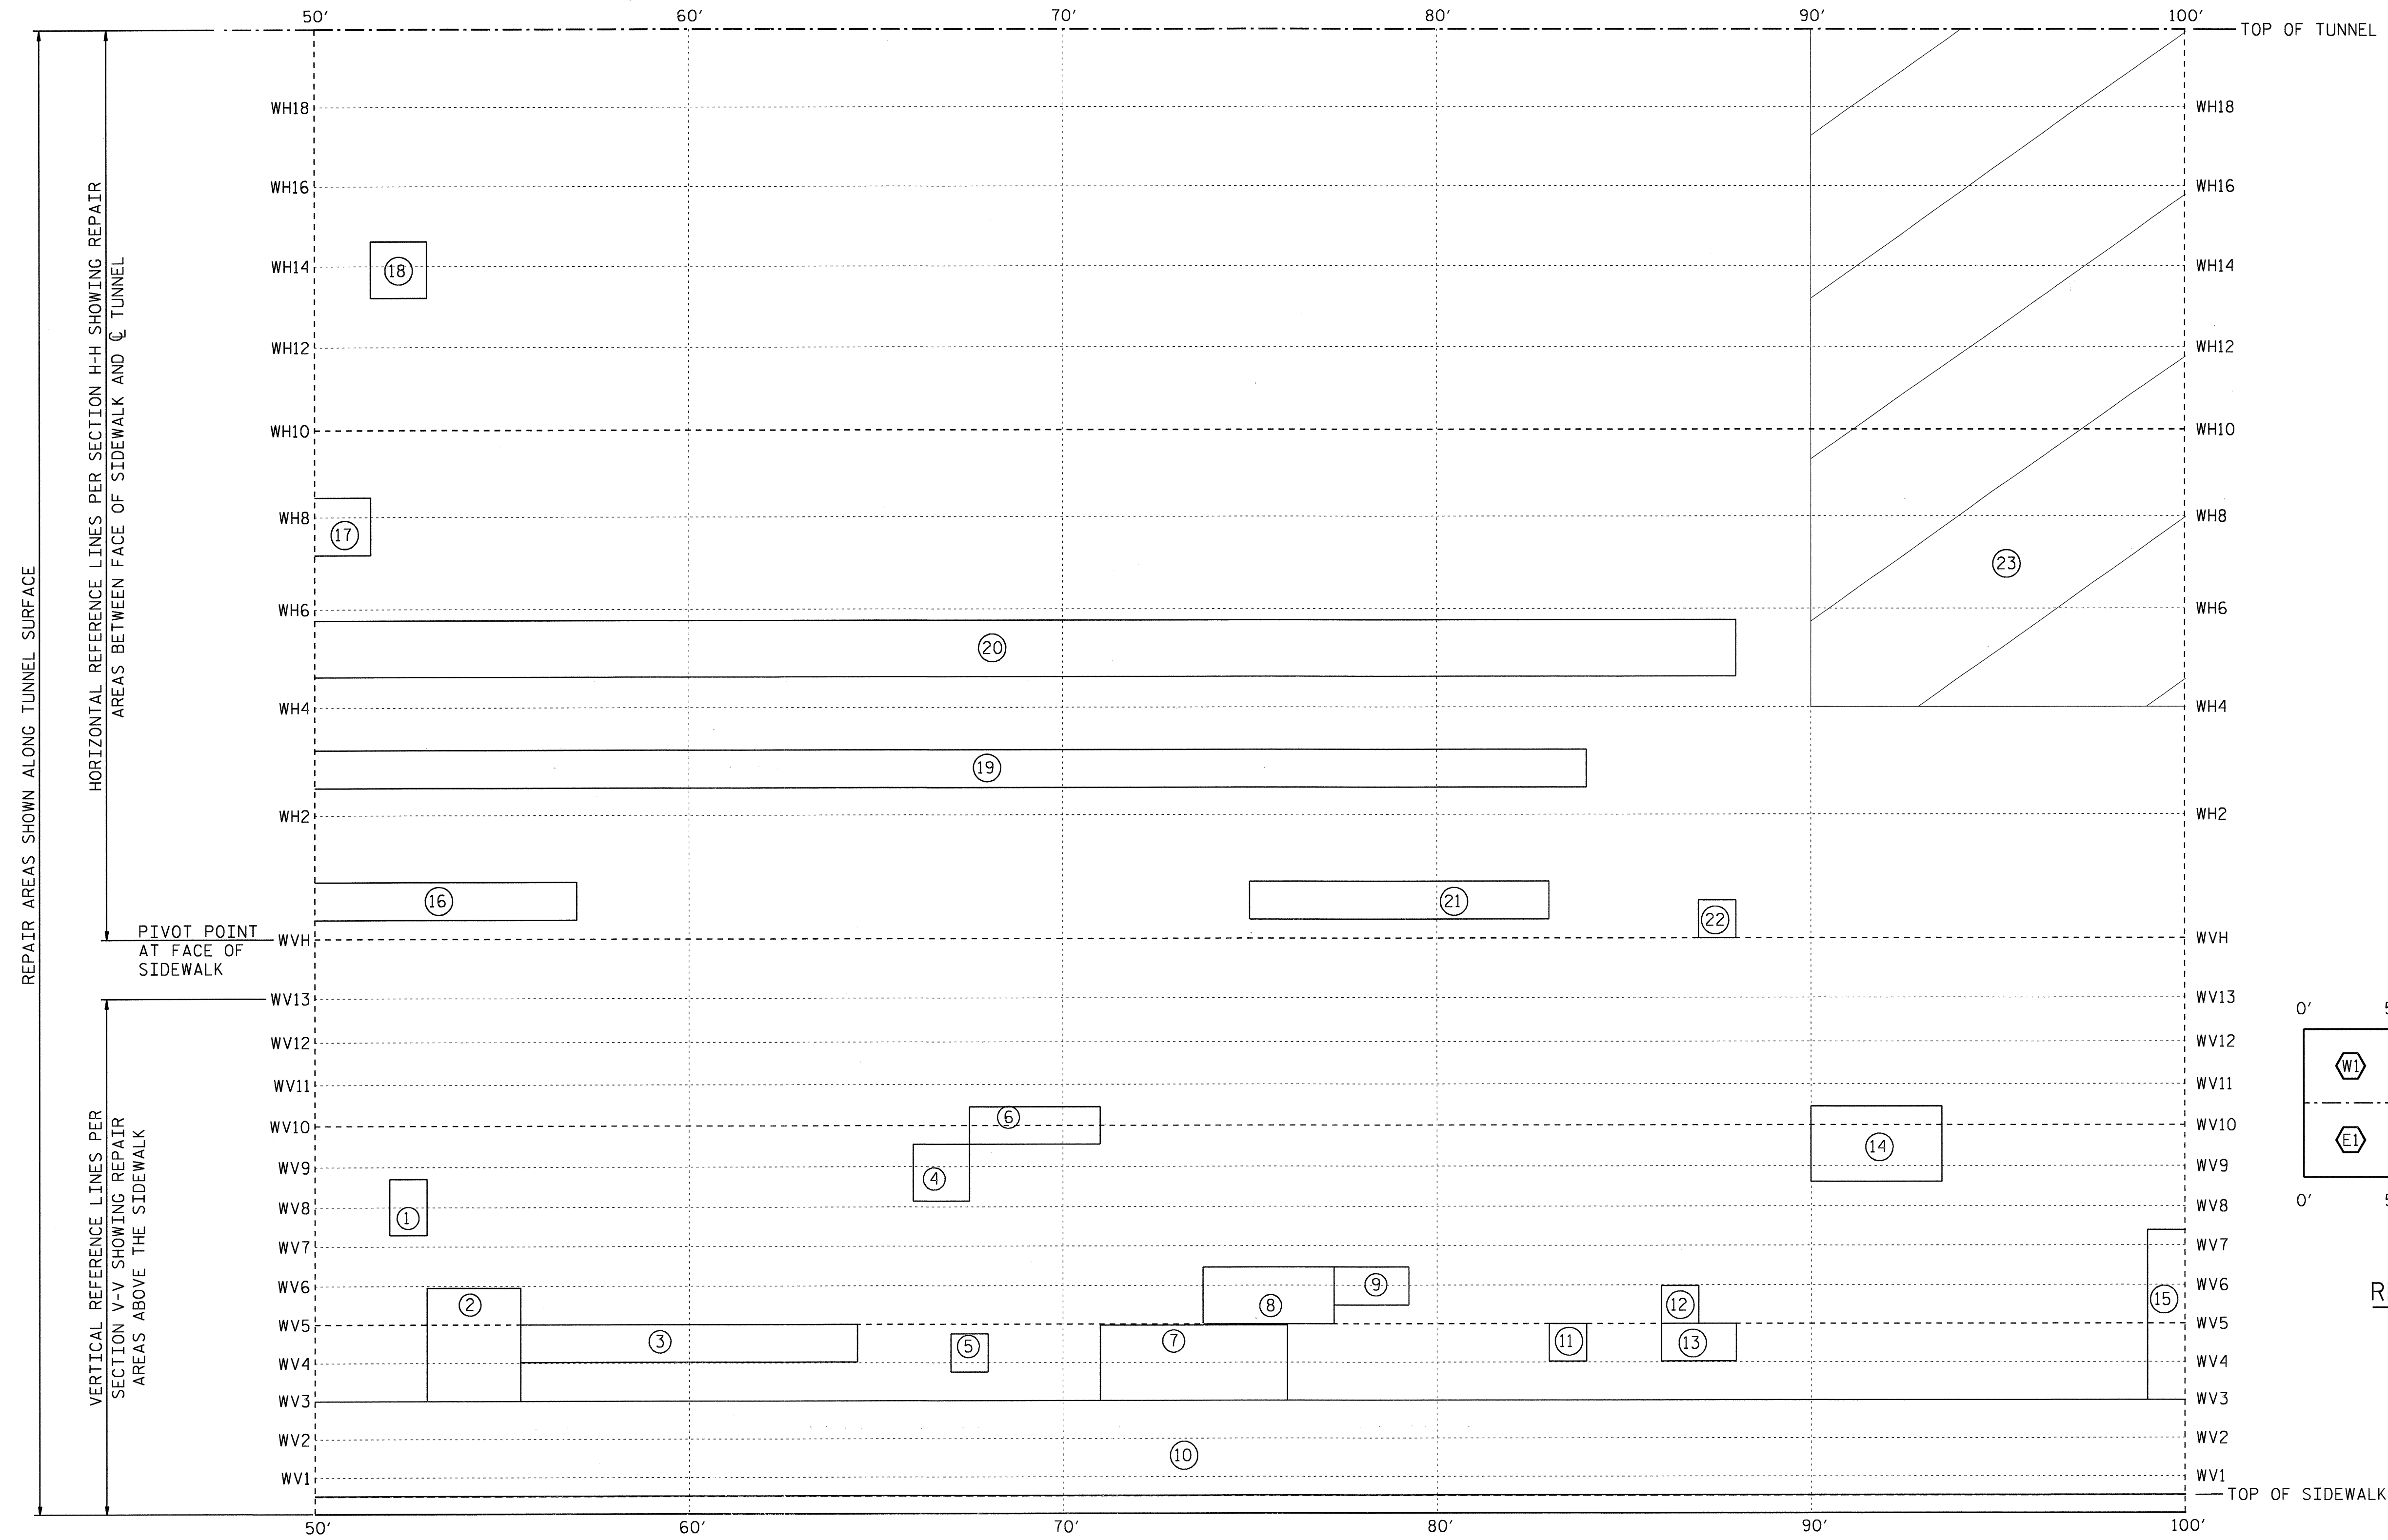 50' 60' 70' 80' 90' 100'
TOP OF TUNNEL
WH18 WH18
WH16 WH16
18
WH14 WH14
WH12 WH12
WH10 WH10
WH8 WH8
17
23
WH6 WH6
20
WH4 WH4
19
WH2 WH2
16 21
22
PIVOT POINT
AT FACE OF
SIDEWALK
WVH WVH
WV13 WV13
WV12 WV12
WV11 WV11
6
WV10 WV10
14
WV9 WV9
4
WV8 WV8
1
WV7 WV7
WV6 9 WV6
2 8 12 15
WV5 WV5
3 5 7 11 13
WV4 WV4
WV3 WV3
WV2 WV2
10
WV1 WV1
TOP OF SIDEWALK
50' 60' 70' 80' 90' 100'
REPAIR AREAS SHOWN ALONG TUNNEL SURFACE
HORIZONTAL REFERENCE LINES PER SECTION H-H SHOWING REPAIR
AREAS BETWEEN FACE OF SIDEWALK AND ℄ TUNNEL
VERTICAL REFERENCE LINES PER
SECTION V-V SHOWING REPAIR
AREAS ABOVE THE SIDEWALK
0' 5
W1
E1
0' 5
R